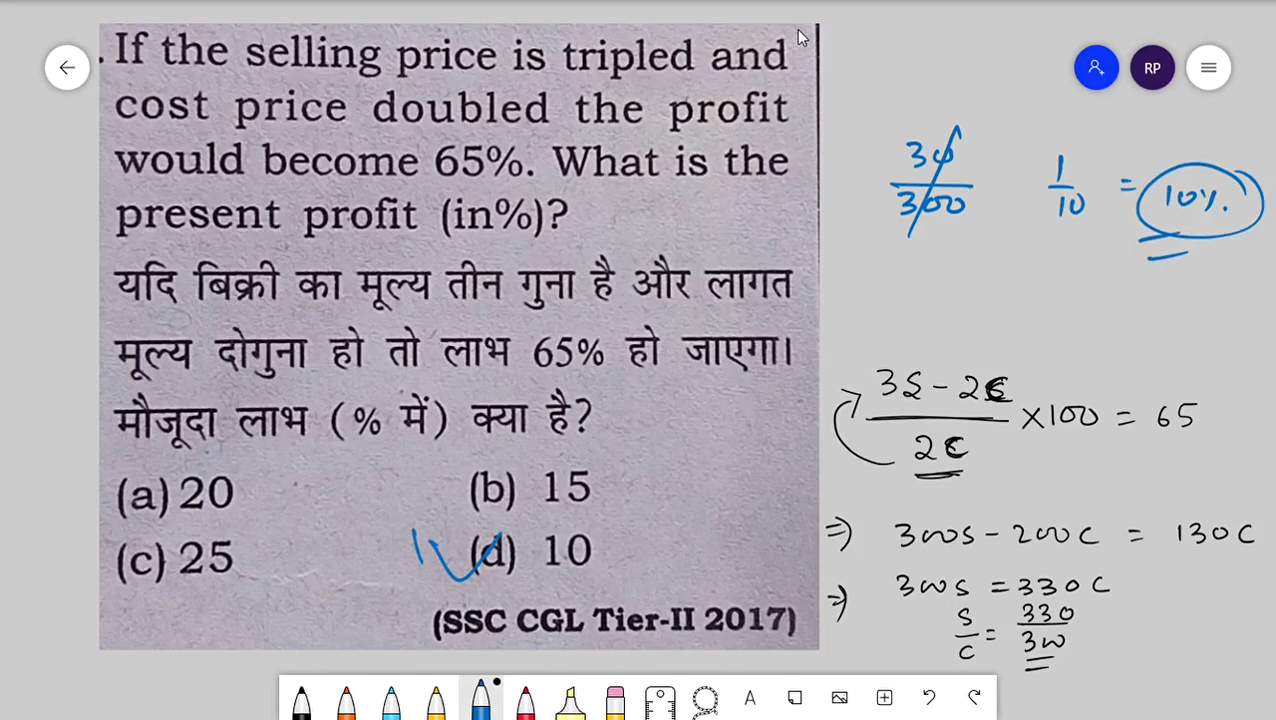 . If the selling price is tripled and
cost price doubled the profit
would become 65%. What is the
present profit (in%)?
यदि बिक्री का मूल्य तीन गुना है और लागत
मूल्य दोगुना हो तो लाभ 65% हो जाएगा।
मौजूदा लाभ (% में) क्या है?
(a) 20 (b) 15
(c) 25 (d) 10
(SSC CGL Tier-II 2017)
RP
30/300 1/10 = 10%.
(3S - 2C)/2C × 100 = 65
⇒ 300S - 200C = 130C
⇒ 300S = 330C
S/C = 330/300
A